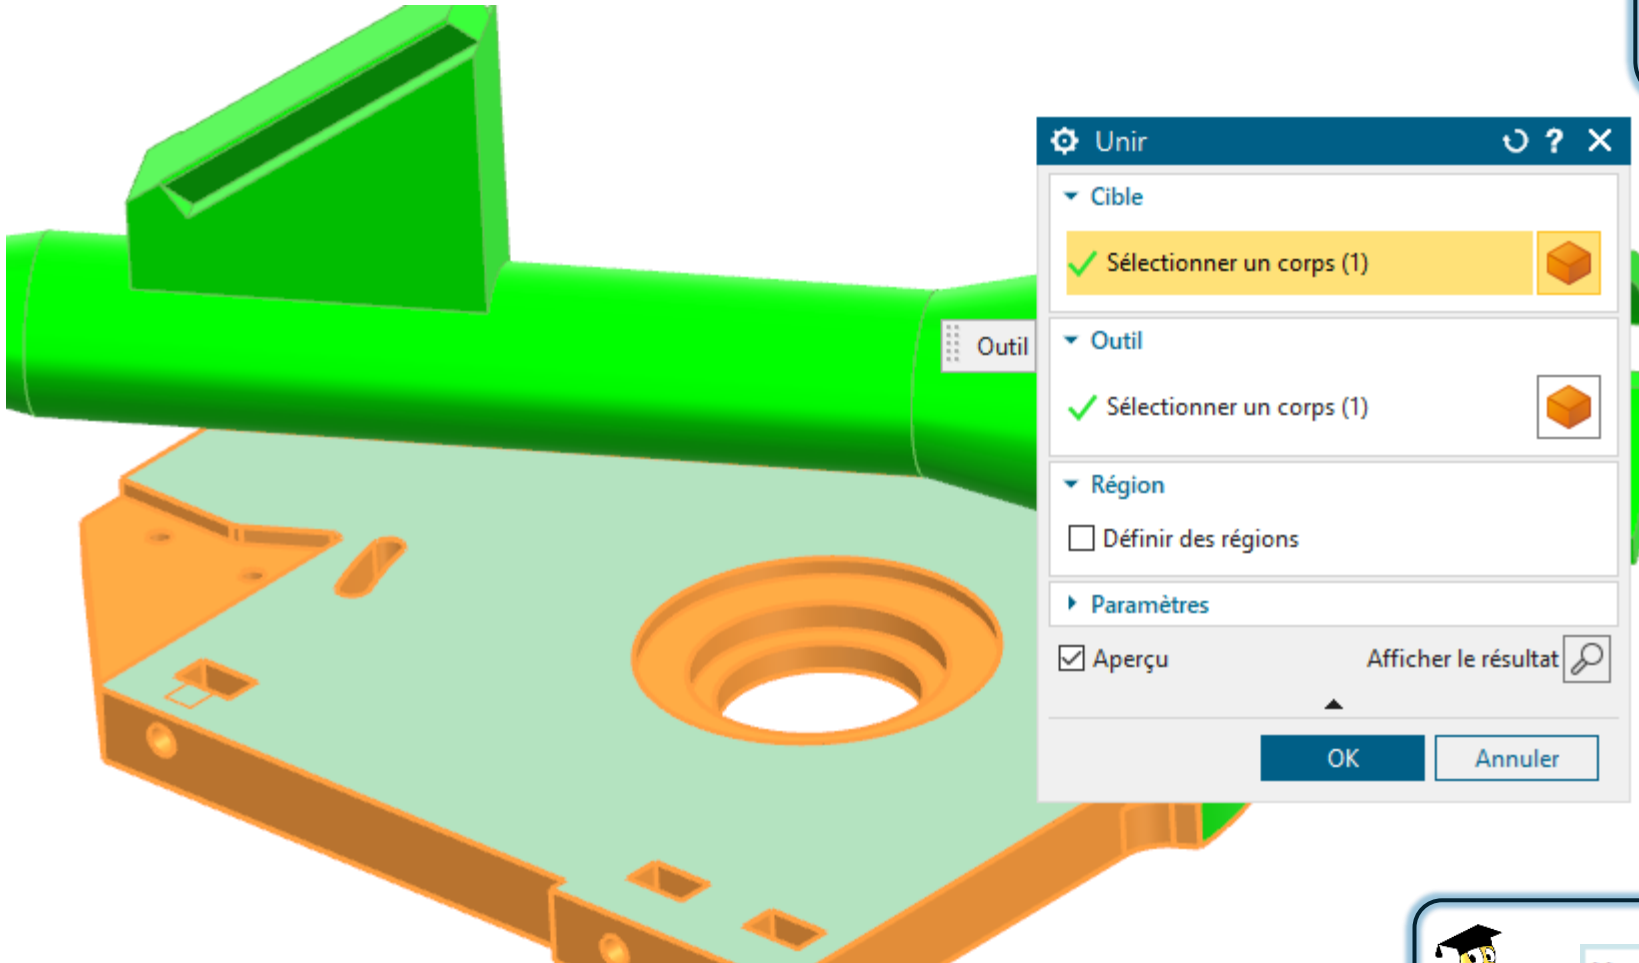 Unir
Cible
Sélectionner un corps (1)
Outil
Outil
Sélectionner un corps (1)
Région
Définir des régions
Paramètres
Aperçu
Afficher le résultat
OK
Annuler